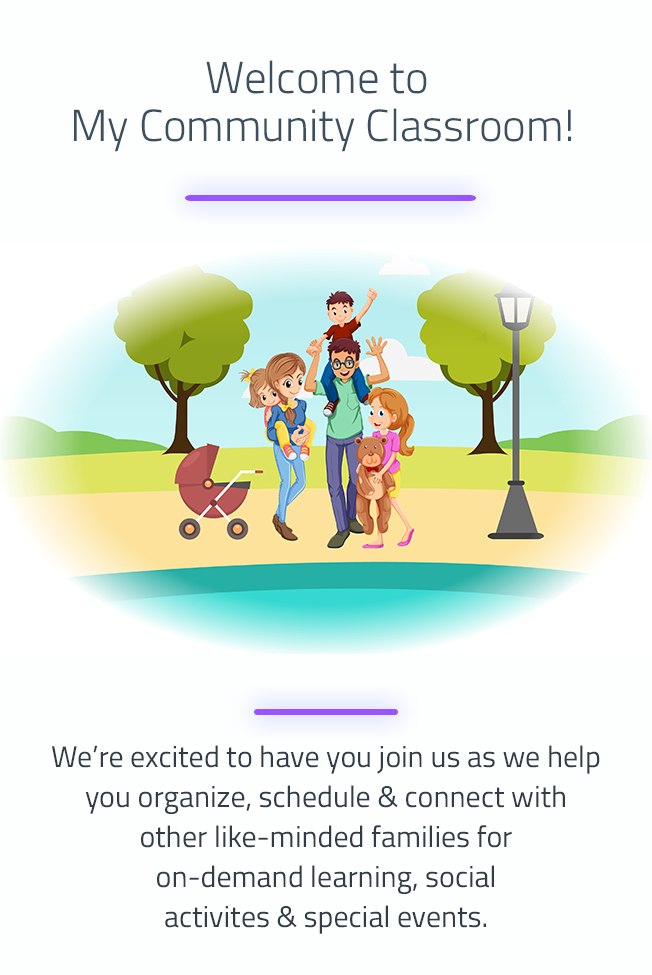 Welcome to
My Community Classroom!
We’re excited to have you join us as we help
you organize, schedule & connect with
other like-minded families for
on-demand learning, social
activites & special events.